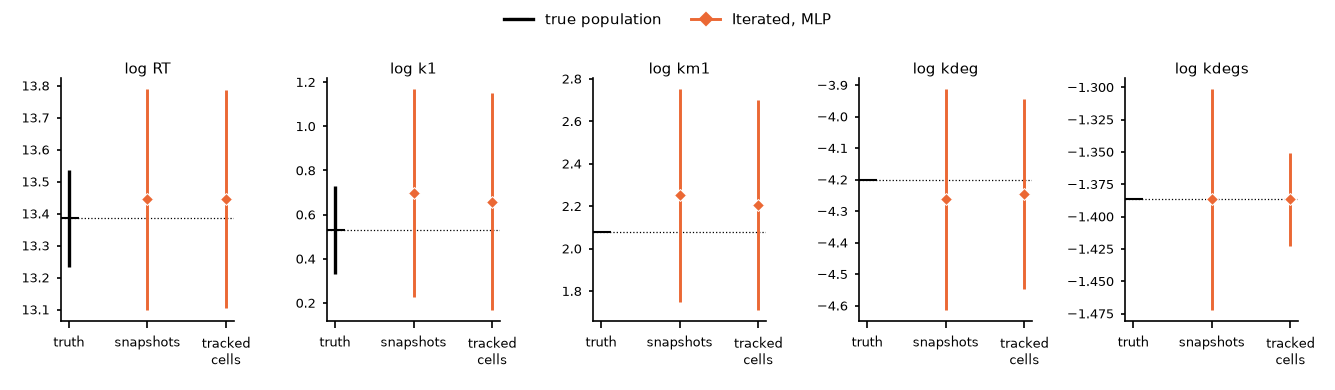 true population
Iterated, MLP
log RT
13.8
13.7
13.6
13.5
13.4
13.3
13.2
13.1
truth
snapshots
tracked
cells
log k1
1.2
1.0
0.8
0.6
0.4
0.2
truth
snapshots
tracked
cells
log km1
2.8
2.6
2.4
2.2
2.0
1.8
truth
snapshots
tracked
cells
log kdeg
−3.9
−4.0
−4.1
−4.2
−4.3
−4.4
−4.5
−4.6
truth
snapshots
tracked
cells
log kdegs
−1.300
−1.325
−1.350
−1.375
−1.400
−1.425
−1.450
−1.475
truth
snapshots
tracked
cells